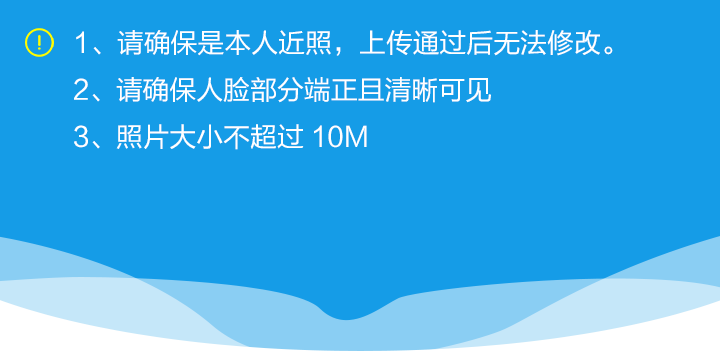 1、请确保是本人近照，上传通过后无法修改。
2、请确保人脸部分端正且清晰可见
3、照片大小不超过 10M